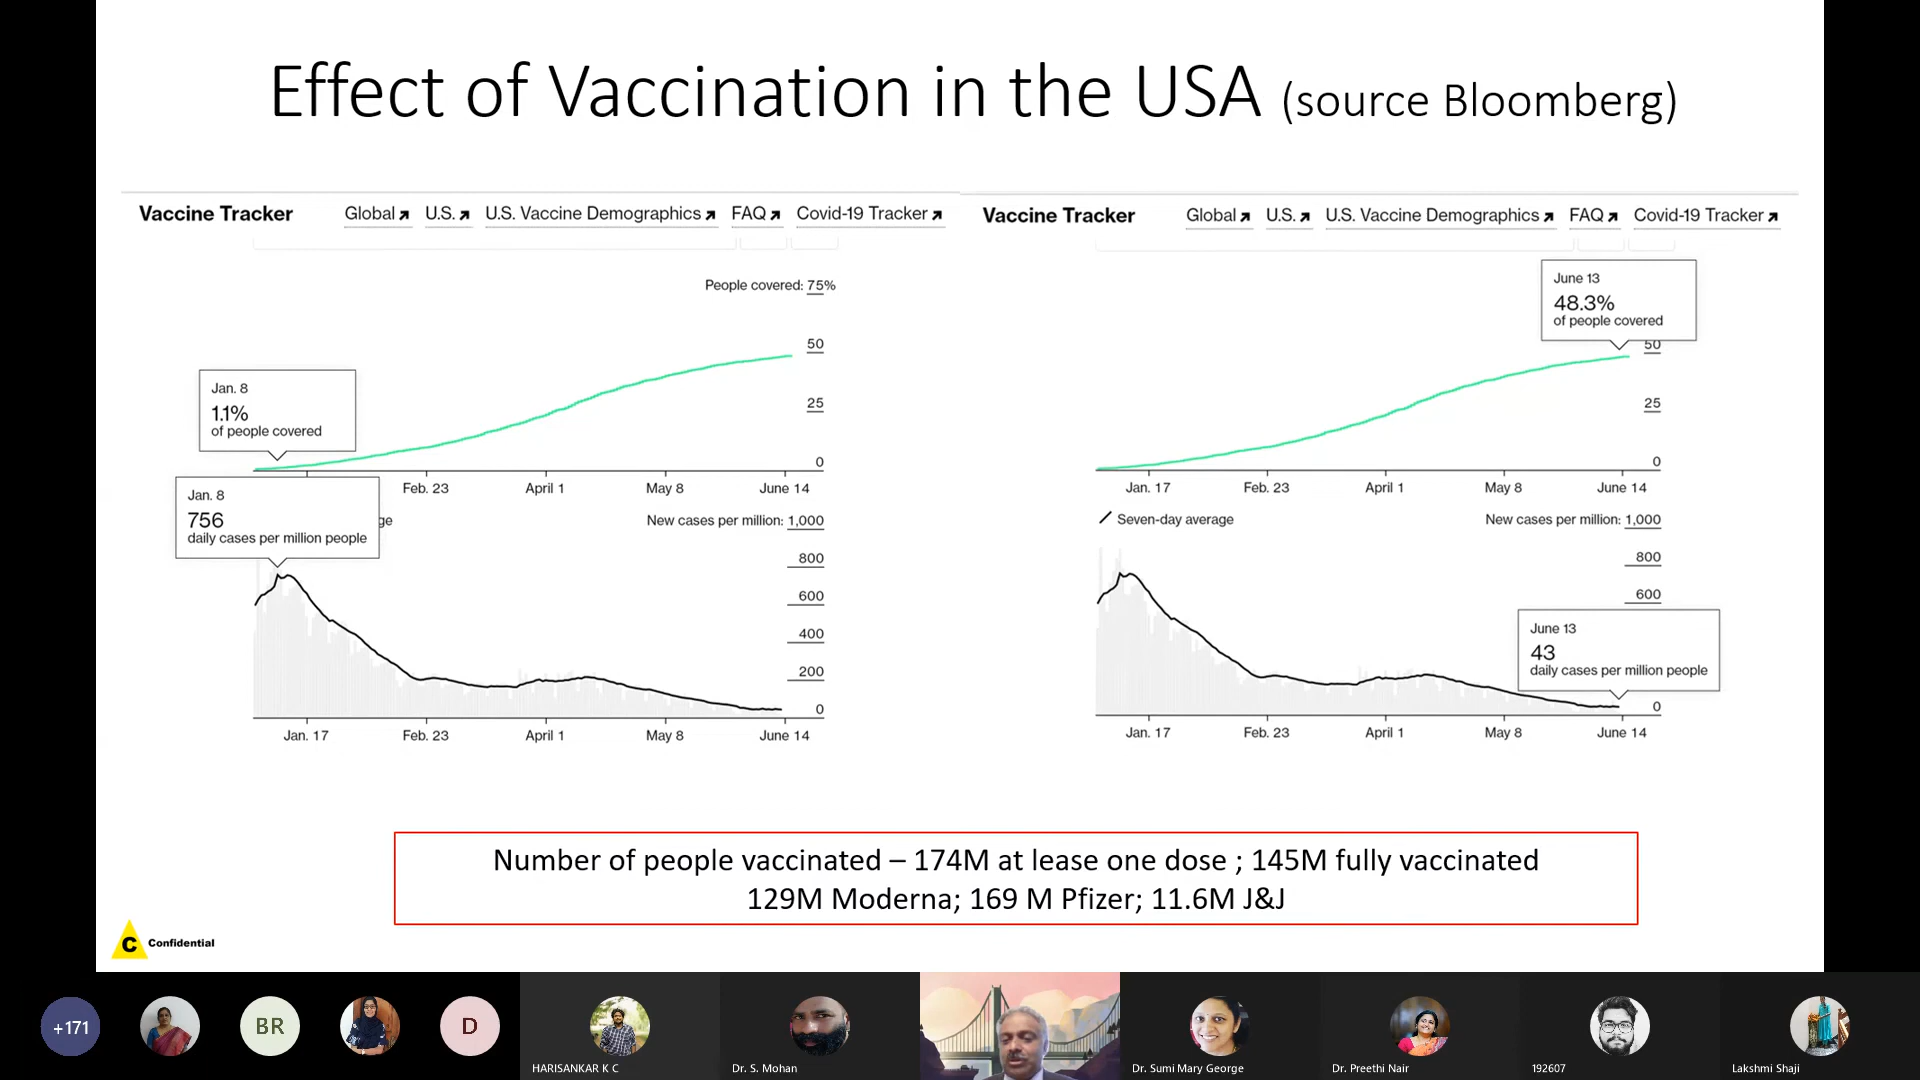 Effect of Vaccination in the USA (source Bloomberg)
Vaccine Tracker Global U.S. U.S. Vaccine Demographics FAQ Covid-19 Tracker
People covered: 75%
50
Jan. 8
1.1%
of people covered
25
0
Feb. 23 April 1 May 8 June 14
Jan. 8
756
daily cases per million people
ge
New cases per million: 1,000
800
600
400
200
0
Jan. 17 Feb. 23 April 1 May 8 June 14
Vaccine Tracker Global U.S. U.S. Vaccine Demographics FAQ Covid-19 Tracker
June 13
48.3%
of people covered
50
25
0
Jan. 17 Feb. 23 April 1 May 8 June 14
Seven-day average New cases per million: 1,000
800
600
June 13
43
daily cases per million people
0
Jan. 17 Feb. 23 April 1 May 8 June 14
Number of people vaccinated – 174M at lease one dose ; 145M fully vaccinated
129M Moderna; 169 M Pfizer; 11.6M J&J
C Confidential
+171 BR D
HARISANKAR K C Dr. S. Mohan Dr. Sumi Mary George Dr. Preethi Nair 192607 Lakshmi Shaji